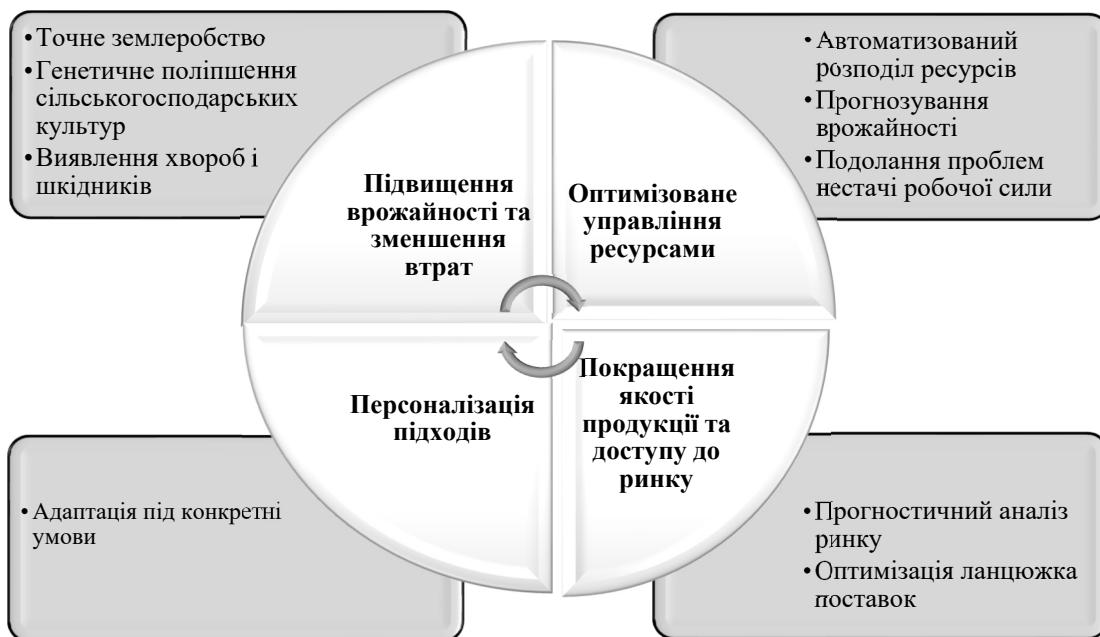 • Точне землеробство
• Генетичне поліпшення
сільськогосподарських
культур
• Виявлення хвороб і
шкідників
• Автоматизований
розподіл ресурсів
• Прогнозування
врожайності
• Подолання проблем
нестачі робочої сили
Підвищення
врожайності та
зменшення
втрат
Оптимізоване
управління
ресурсами
Персоналізація
підходів
Покращення
якості
продукції та
доступу до
ринку
• Адаптація під конкретні
умови
• Прогностичний аналіз
ринку
• Оптимізація ланцюжка
поставок